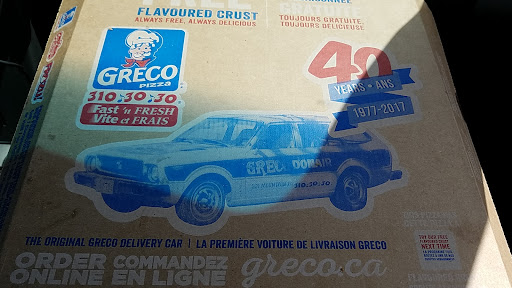 FLAVOURED CRUST
ALWAYS FREE, ALWAYS DELICIOUS
TOUJOURS GRATUITE,
TOUJOURS DÉLICIEUSE
GRECO
PIZZA
310·30·30
Fast 'n FRESH
Vite et FRAIS
40
YEARS • ANS
1977-2017
GRECO DONAIR
310-30-30
THE ORIGINAL GRECO DELIVERY CAR | LA PREMIÈRE VOITURE DE LIVRAISON GRECO
ORDER ONLINE
COMMANDEZ EN LIGNE
greco.ca
NEXT TIME